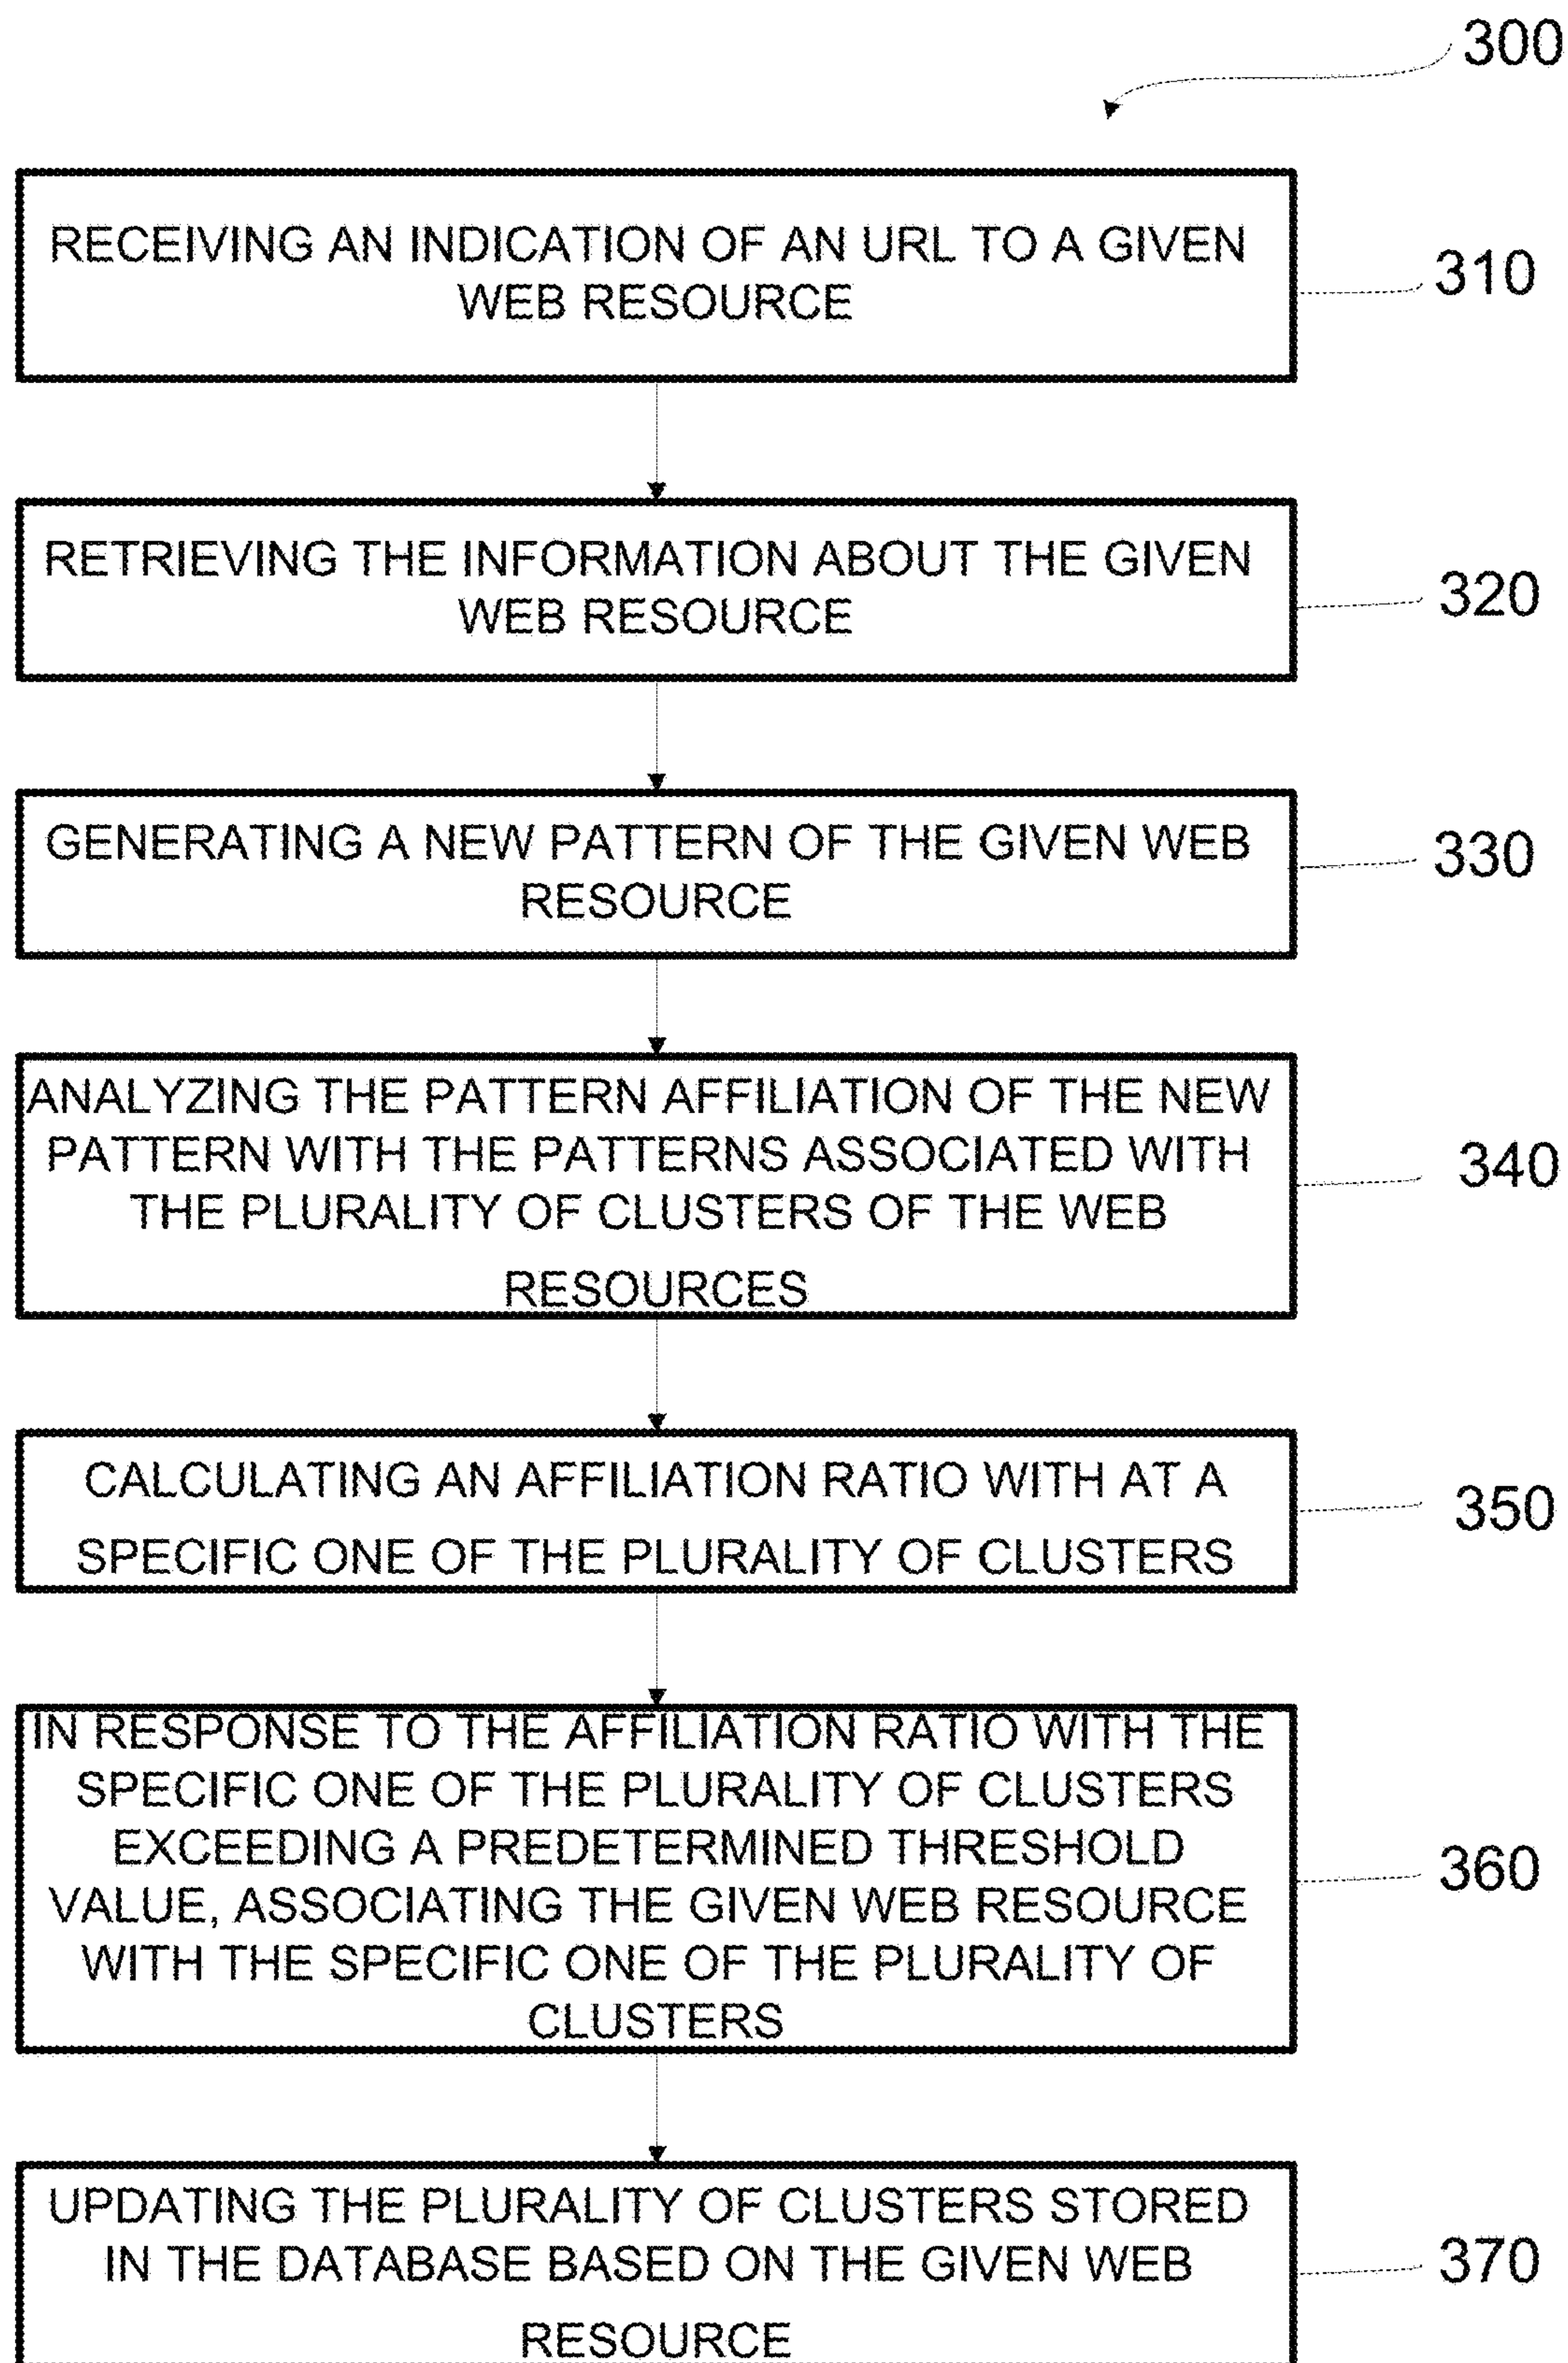 300
RECEIVING AN INDICATION OF AN URL TO A GIVEN
WEB RESOURCE
310
RETRIEVING THE INFORMATION ABOUT THE GIVEN
WEB RESOURCE
320
GENERATING A NEW PATTERN OF THE GIVEN WEB
RESOURCE
330
ANALYZING THE PATTERN AFFILIATION OF THE NEW
PATTERN WITH THE PATTERNS ASSOCIATED WITH
THE PLURALITY OF CLUSTERS OF THE WEB
RESOURCES
340
CALCULATING AN AFFILIATION RATIO WITH AT A
SPECIFIC ONE OF THE PLURALITY OF CLUSTERS
350
IN RESPONSE TO THE AFFILIATION RATIO WITH THE
SPECIFIC ONE OF THE PLURALITY OF CLUSTERS
EXCEEDING A PREDETERMINED THRESHOLD
VALUE, ASSOCIATING THE GIVEN WEB RESOURCE
WITH THE SPECIFIC ONE OF THE PLURALITY OF
CLUSTERS
360
UPDATING THE PLURALITY OF CLUSTERS STORED
IN THE DATABASE BASED ON THE GIVEN WEB
RESOURCE
370